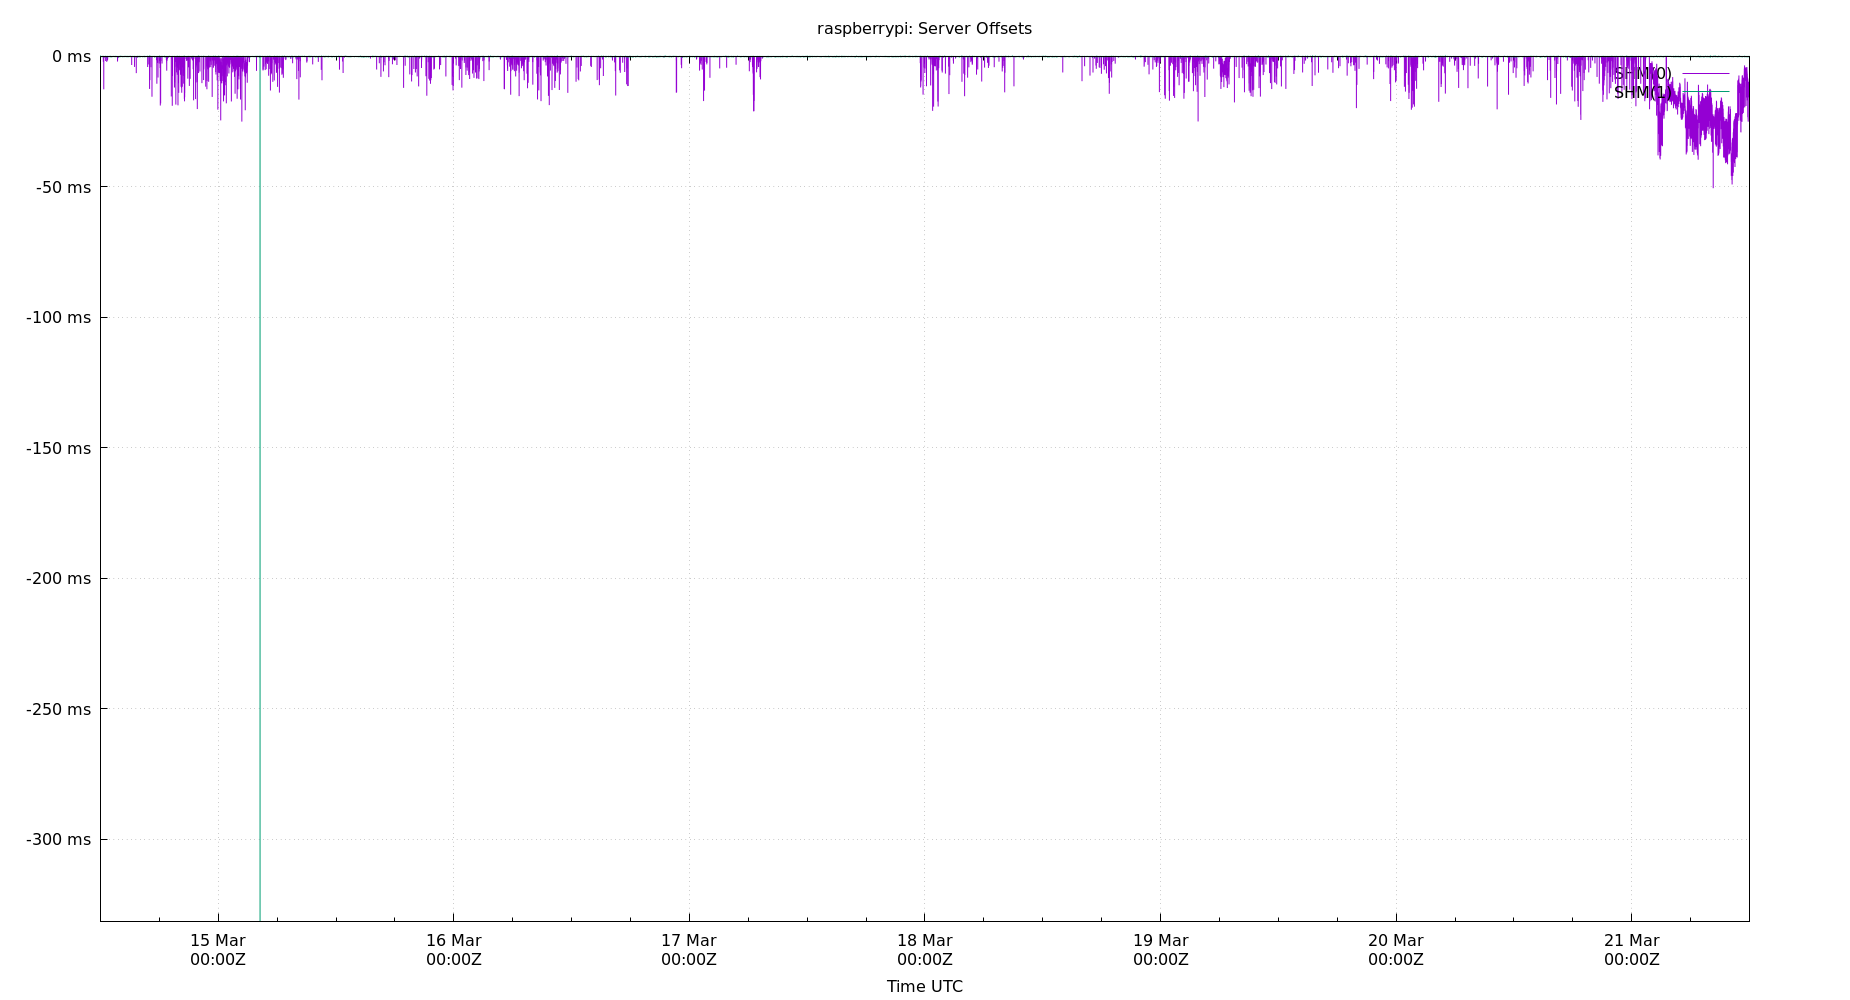 raspberrypi: Server Offsets
0 ms
SHM(0)
SHM(1)
-50 ms
-100 ms
-150 ms
-200 ms
-250 ms
-300 ms
15 Mar 16 Mar 17 Mar 18 Mar 19 Mar 20 Mar 21 Mar
00:00Z 00:00Z 00:00Z 00:00Z 00:00Z 00:00Z 00:00Z
Time UTC